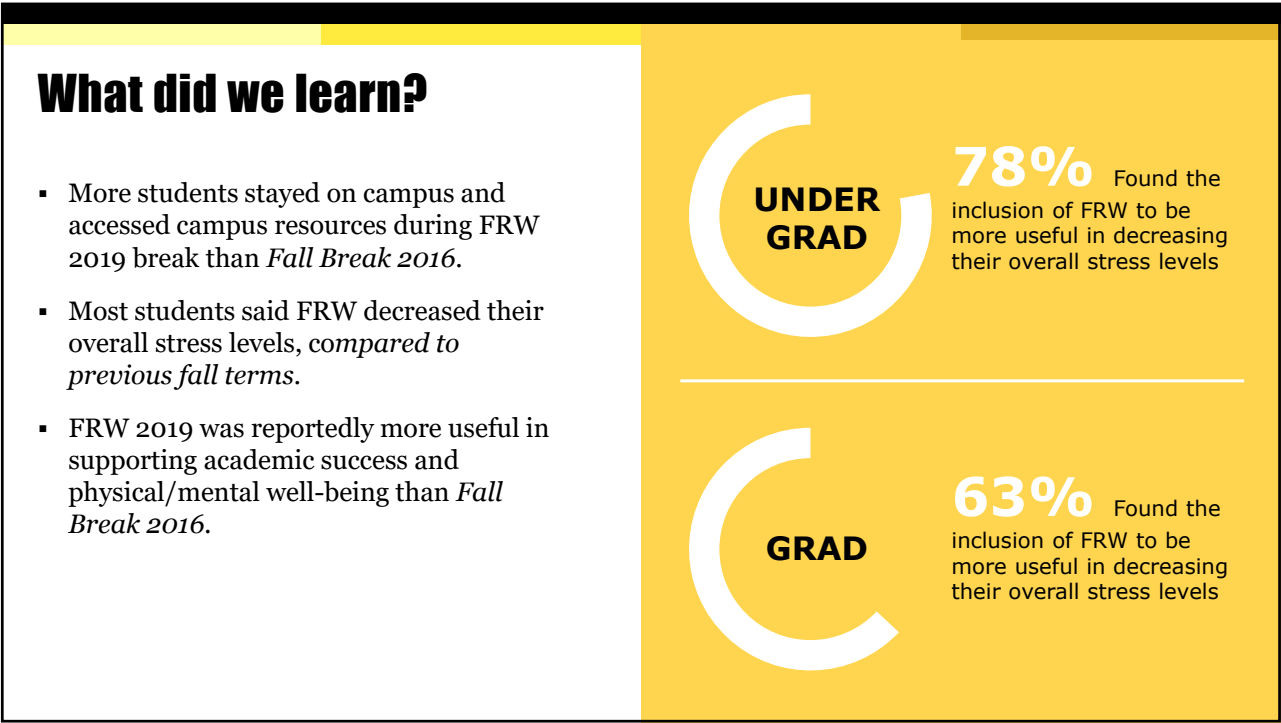 What did we learn?
▪ More students stayed on campus and
accessed campus resources during FRW
2019 break than Fall Break 2016.
▪ Most students said FRW decreased their
overall stress levels, compared to
previous fall terms.
▪ FRW 2019 was reportedly more useful in
supporting academic success and
physical/mental well-being than Fall
Break 2016.
UNDER
GRAD
78% Found the
inclusion of FRW to be
more useful in decreasing
their overall stress levels
GRAD
63% Found the
inclusion of FRW to be
more useful in decreasing
their overall stress levels